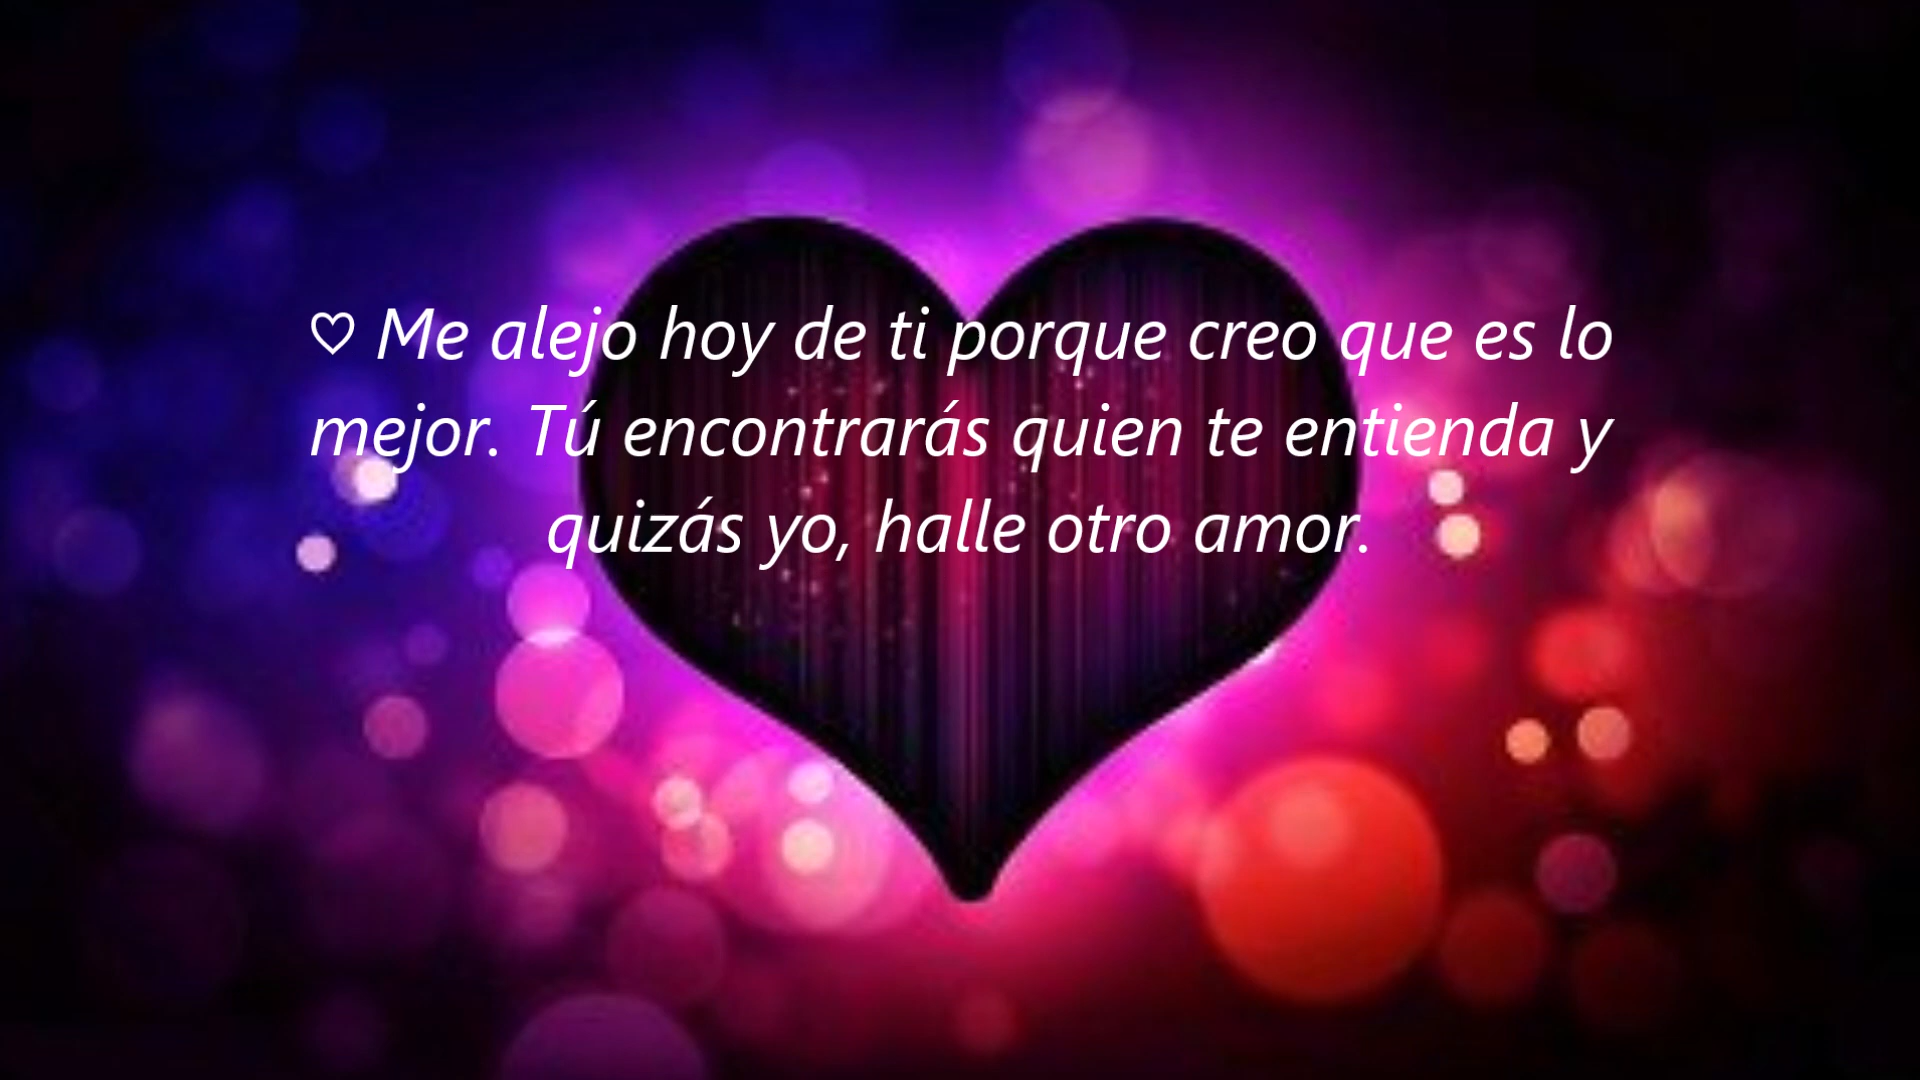 ♡ Me alejo hoy de ti porque creo que es lo
mejor. Tú encontrarás quien te entienda y
quizás yo, halle otro amor.